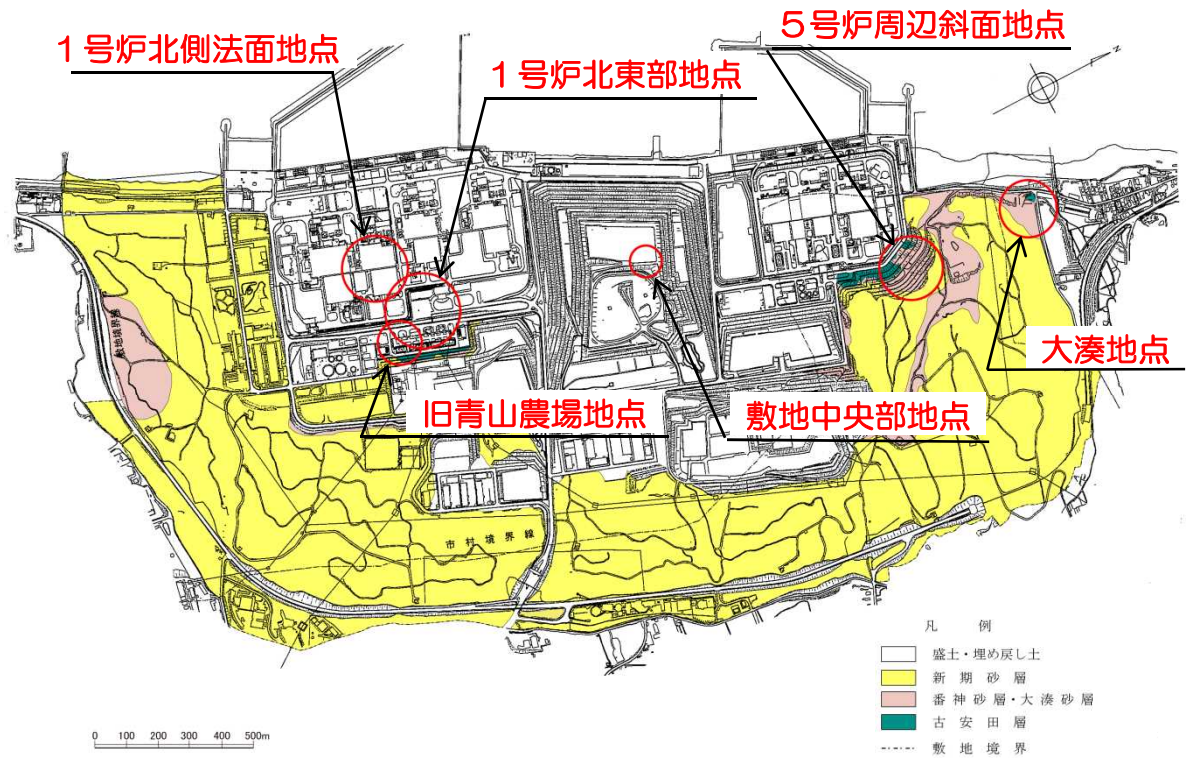 5号炉周辺斜面地点
1号炉北側法面地点
1号炉北東部地点
N
大湊地点
敷地境界線
旧青山農場地点
敷地中央部地点
市村境界線
凡 例
盛土・埋め戻し土
新期砂層
番神砂層・大湊砂層
古安田層
敷地境界
0 100 200 300 400 500m